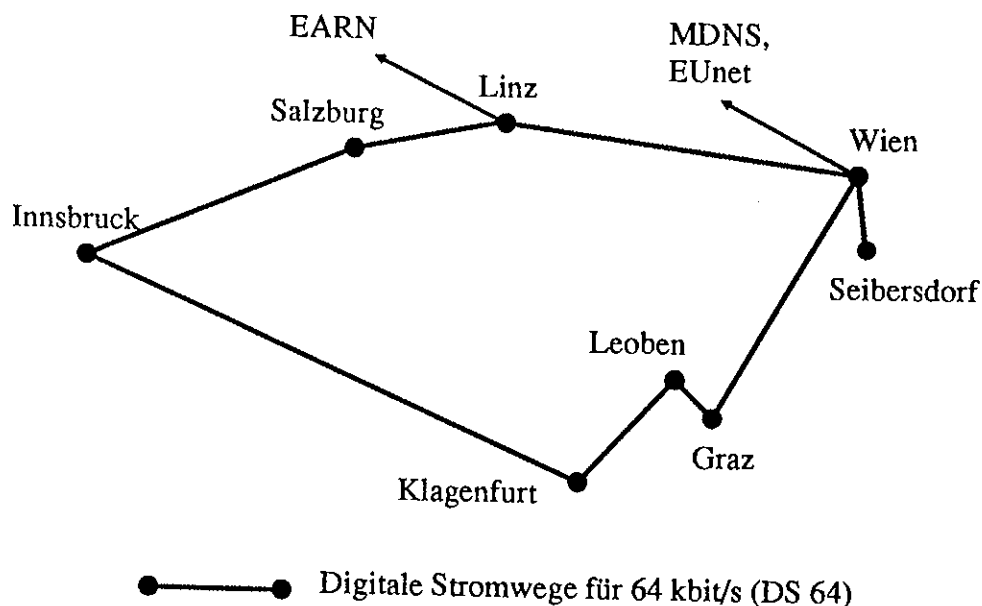 EARN
MDNS,
EUnet
Linz
Salzburg
Wien
Innsbruck
Seibersdorf
Leoben
Graz
Klagenfurt
Digitale Stromwege für 64 kbit/s (DS 64)